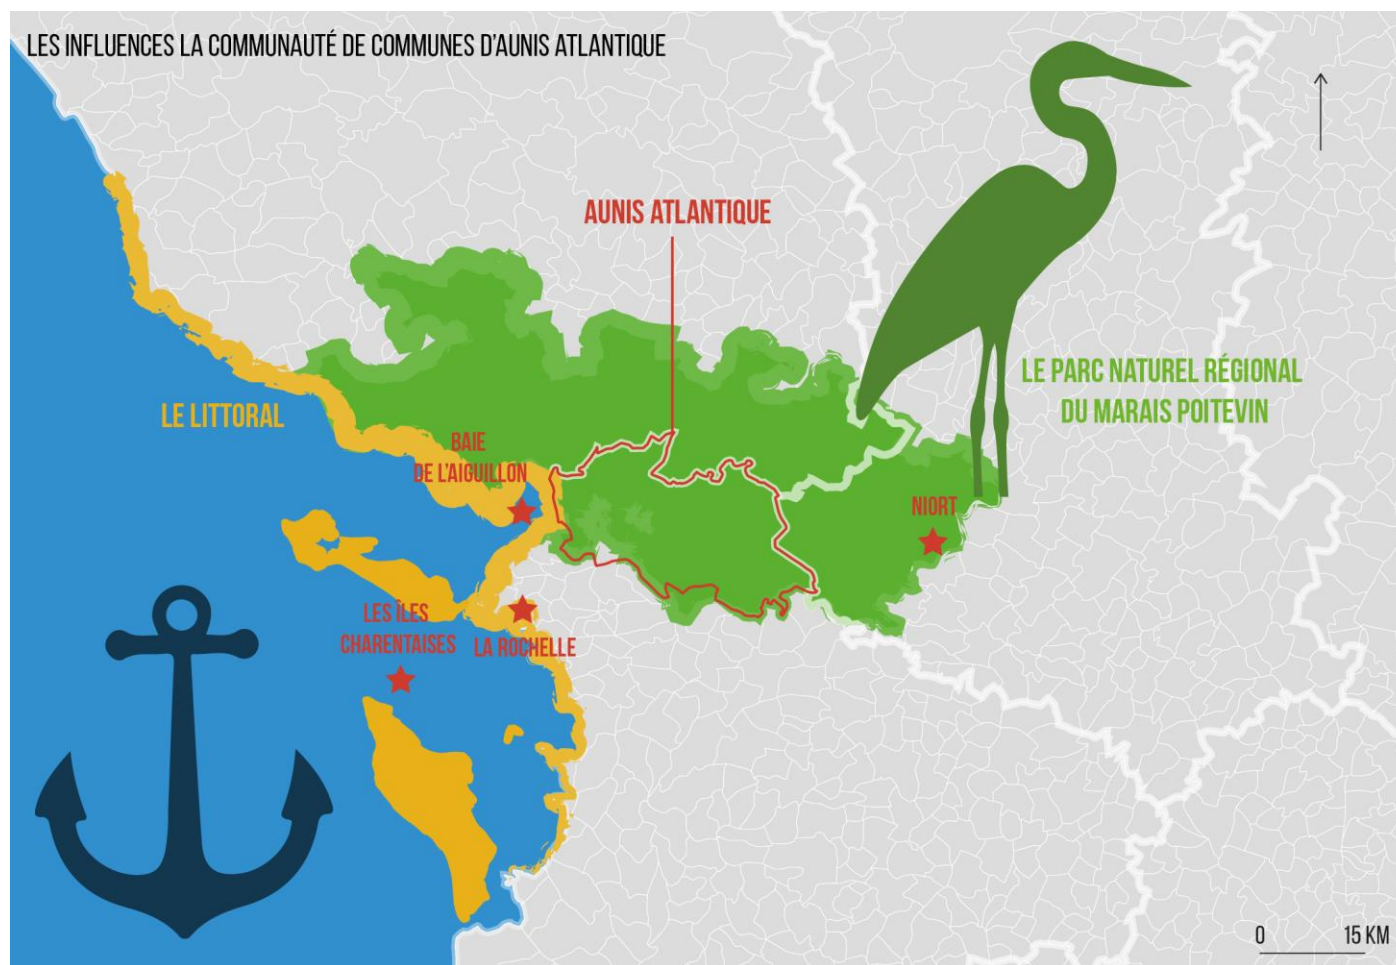 LES INFLUENCES LA COMMUNAUTÉ DE COMMUNES D'AUNIS ATLANTIQUE
AUNIS ATLANTIQUE
LE PARC NATUREL RÉGIONAL
DU MARAIS POITEVIN
LE LITTORAL
BAIE
DE L'AIGUILLON
NIORT
LES ÎLES
CHARENTAISES
LA ROCHELLE
0 15 KM